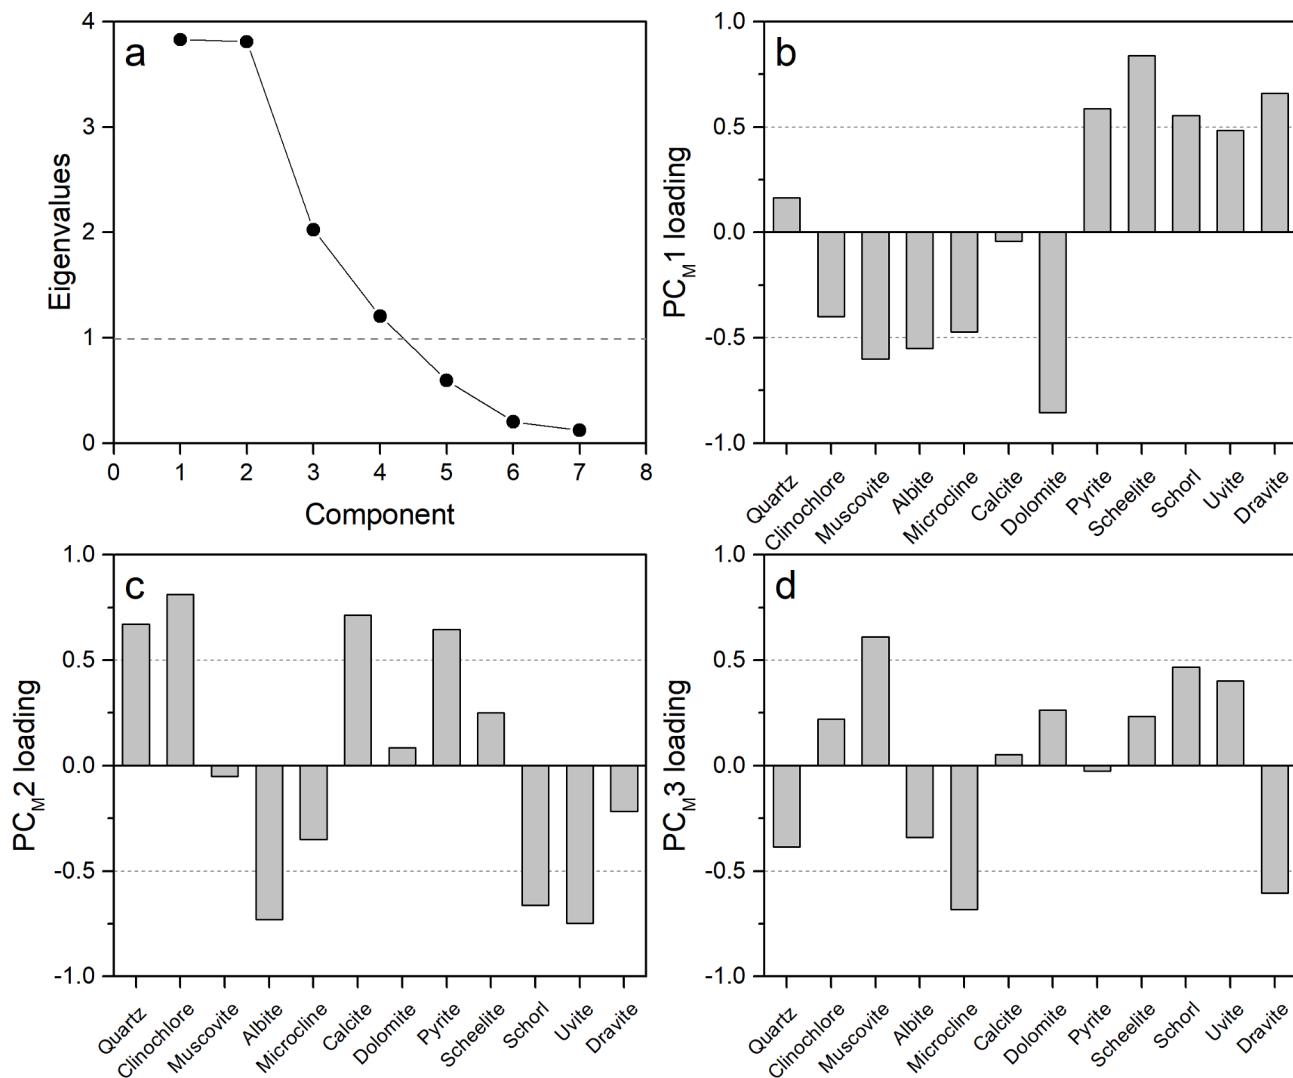 a
4
3
2
1
0
Eigenvalues
0 1 2 3 4 5 6 7 8
Component
b
1.0
0.5
0.0
-0.5
-1.0
PC_M1 loading
Quartz
Clinochlore
Muscovite
Albite
Microcline
Calcite
Dolomite
Pyrite
Scheelite
Schorl
Uvite
Dravite
c
1.0
0.5
0.0
-0.5
-1.0
PC_M2 loading
Quartz
Clinochlore
Muscovite
Albite
Microcline
Calcite
Dolomite
Pyrite
Scheelite
Schorl
Uvite
Dravite
d
1.0
0.5
0.0
-0.5
-1.0
PC_M3 loading
Quartz
Clinochlore
Muscovite
Albite
Microcline
Calcite
Dolomite
Pyrite
Scheelite
Schorl
Uvite
Dravite